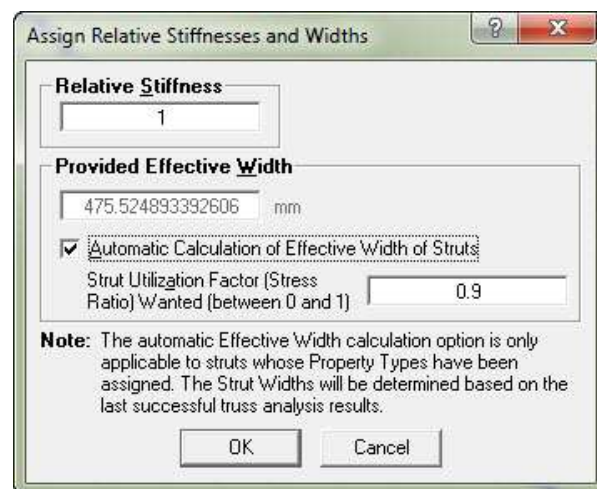 Assign Relative Stiffnesses and Widths
?
Relative Stiffness
1
Provided Effective Width
475.524893392606 mm
Automatic Calculation of Effective Width of Struts
Strut Utilization Factor (Stress
Ratio) Wanted (between 0 and 1)
0.9
Note: The automatic Effective Width calculation option is only
applicable to struts whose Property Types have been
assigned. The Strut Widths will be determined based on the
last successful truss analysis results.
OK Cancel